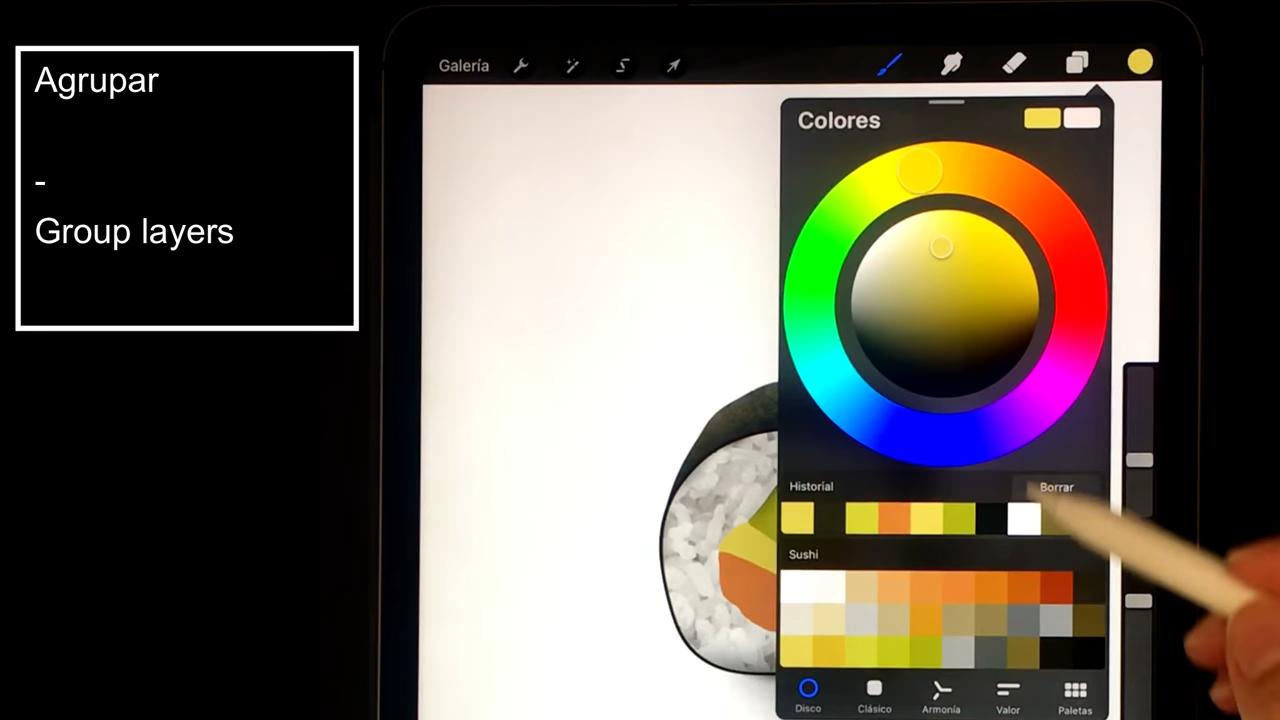 Agrupar
-
Group layers
Galería
Colores
Historial
Borrar
Sushi
Disco
Clásico
Armonía
Valor
Paletas